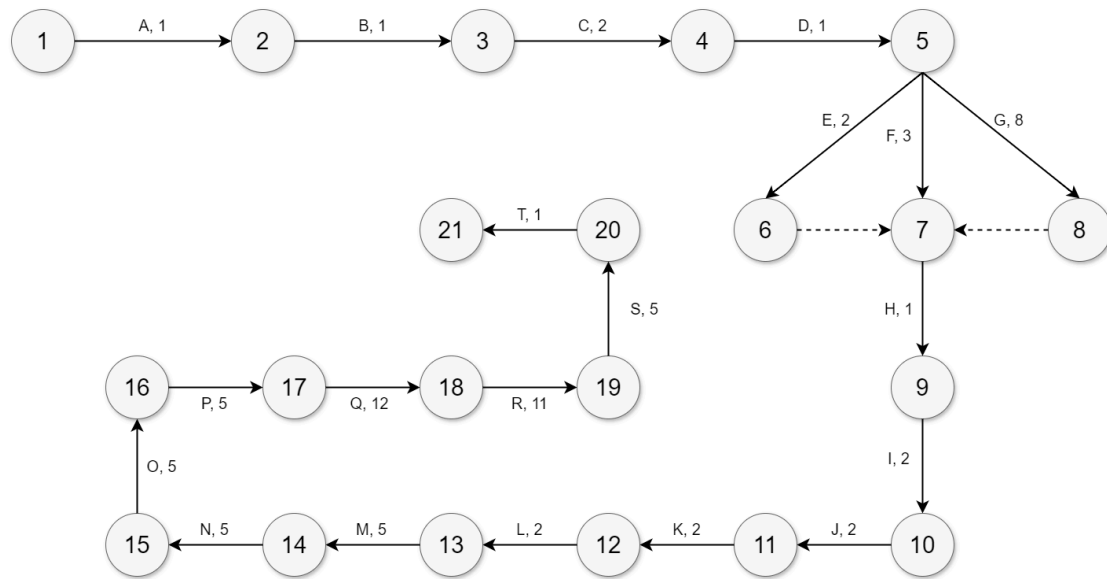 1
A, 1
2
B, 1
3
C, 2
4
D, 1
5
E, 2
F, 3
G, 8
6
7
8
H, 1
9
I, 2
10
J, 2
11
K, 2
12
L, 2
13
M, 5
14
N, 5
15
O, 5
16
P, 5
17
Q, 12
18
R, 11
19
S, 5
20
T, 1
21